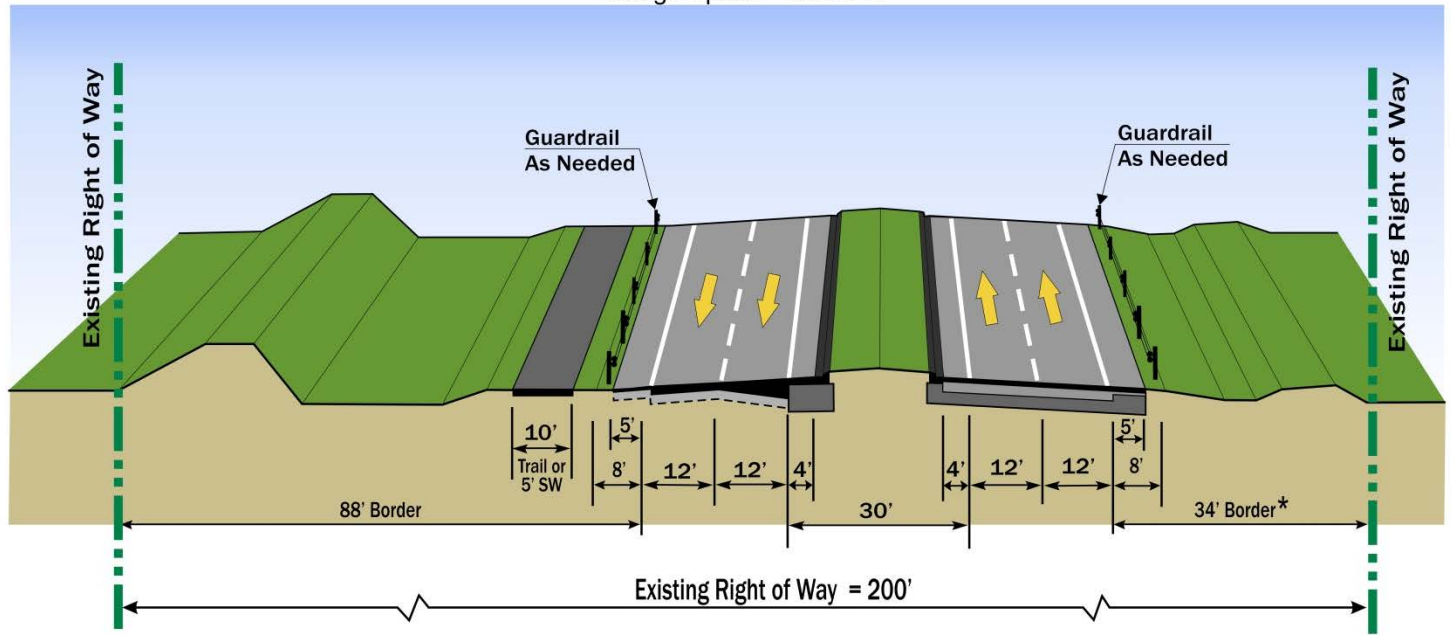 Existing Right of Way
Existing Right of Way
Guardrail
As Needed
Guardrail
As Needed
10'
Trail or
5' SW
5'
8'
12'
12'
4'
4'
12'
12'
5'
8'
88' Border
30'
34' Border*
Existing Right of Way = 200'